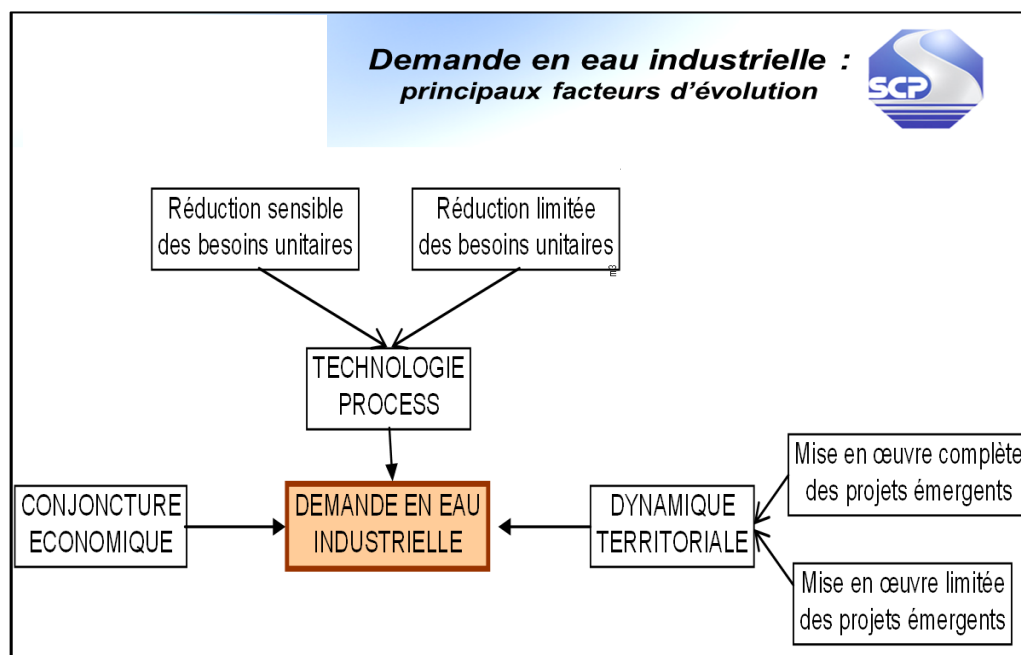 Demande en eau industrielle :
principaux facteurs d'évolution
SCP
Réduction sensible
des besoins unitaires
Réduction limitée
des besoins unitaires
m3
TECHNOLOGIE
PROCESS
CONJONCTURE
ECONOMIQUE
DEMANDE EN EAU
INDUSTRIELLE
DYNAMIQUE
TERRITORIALE
Mise en œuvre complète
des projets émergents
Mise en œuvre limitée
des projets émergents